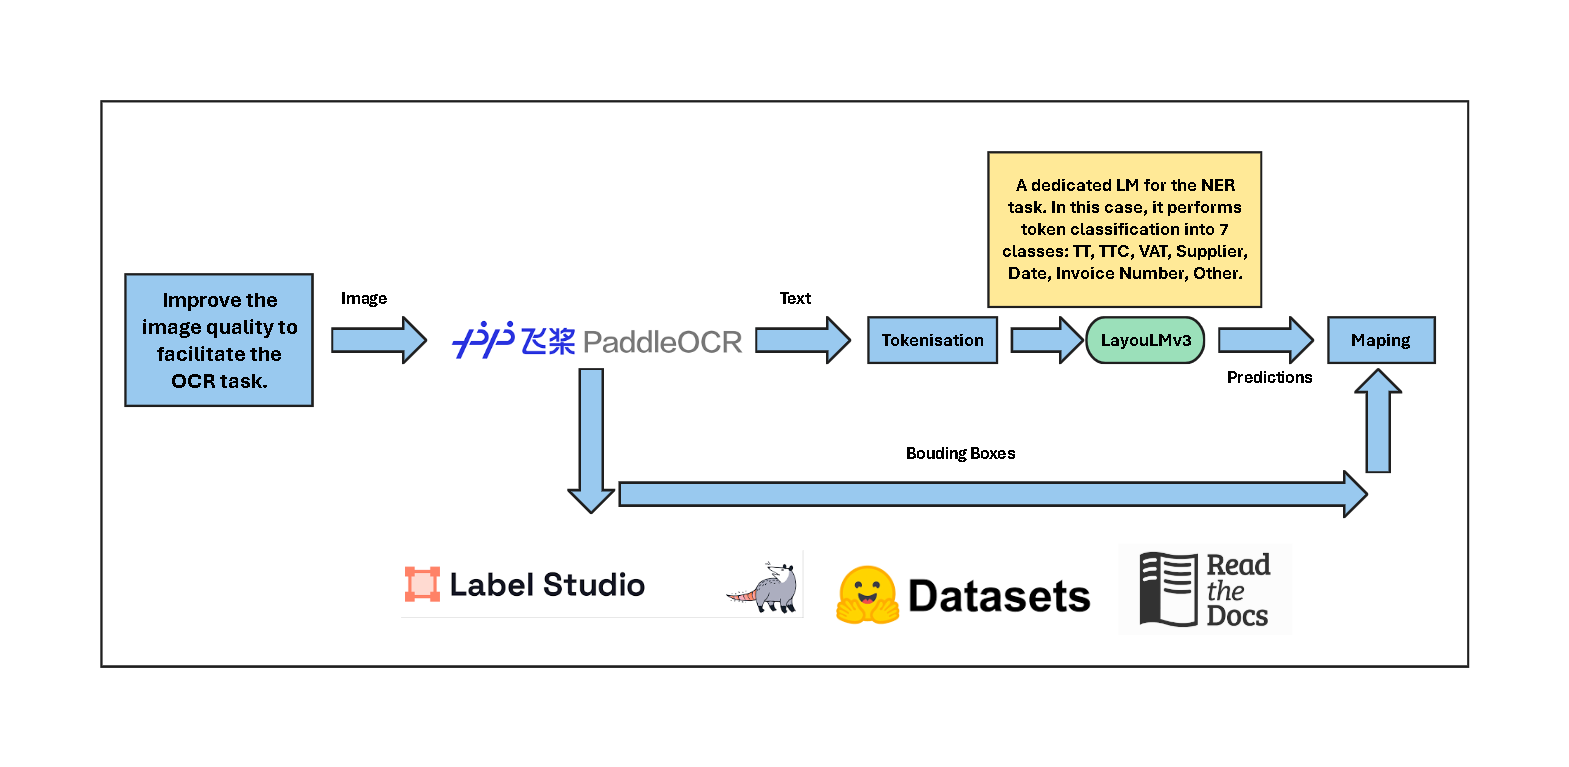 A dedicated LM for the NER
task. In this case, it performs
token classification into 7
classes: TT, TTC, VAT, Supplier,
Date, Invoice Number, Other.
Improve the
image quality to
facilitate the
OCR task.
Image
飞桨 PaddleOCR
Text
Tokenisation
LayouLMv3
Predictions
Maping
Bouding Boxes
Label Studio
Datasets
Read
the
Docs